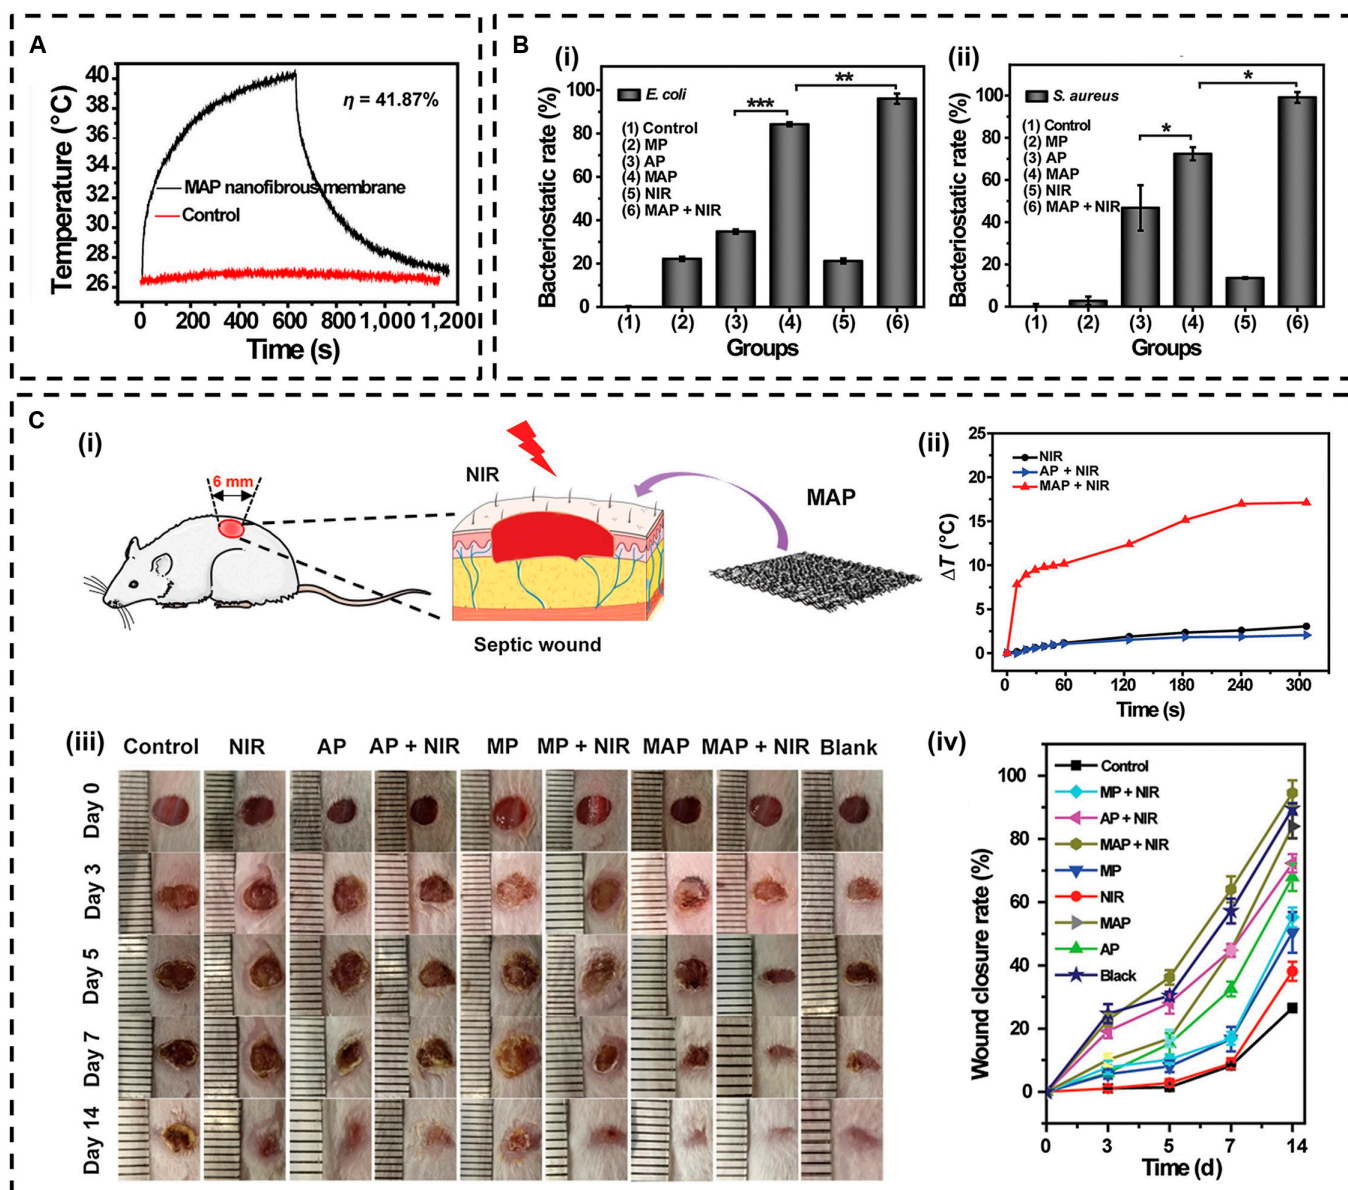 A
40
38
36
34
32
30
28
26
Temperature (°C)
η = 41.87%
MAP nanofibrous membrane
Control
0
200
400
600
800
1,000
1,200
Time (s)
B
(i)
100
80
60
40
20
0
Bacteriostatic rate (%)
E. coli
(1) Control
(2) MP
(3) AP
(4) MAP
(5) NIR
(6) MAP + NIR
***
**
(1)
(2)
(3)
(4)
(5)
(6)
Groups
(ii)
100
80
60
40
20
0
Bacteriostatic rate (%)
S. aureus
(1) Control
(2) MP
(3) AP
(4) MAP
(5) NIR
(6) MAP + NIR
*
*
(1)
(2)
(3)
(4)
(5)
(6)
Groups
C
(i)
6 mm
NIR
MAP
Septic wound
(ii)
25
20
15
10
5
0
ΔT (°C)
NIR
AP + NIR
MAP + NIR
0
60
120
180
240
300
Time (s)
(iii)
Control
NIR
AP
AP + NIR
MP
MP + NIR
MAP
MAP + NIR
Blank
Day 0
Day 3
Day 5
Day 7
Day 14
(iv)
100
80
60
40
20
0
Wound closure rate (%)
Control
MP + NIR
AP + NIR
MAP + NIR
MP
NIR
MAP
AP
Black
0
3
5
7
14
Time (d)